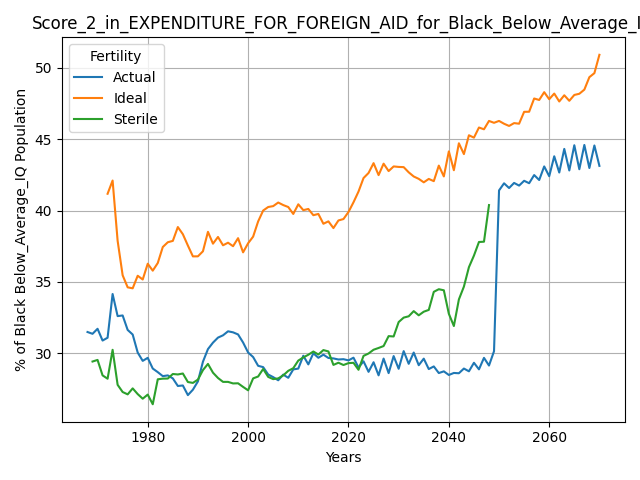 Score_2_in_EXPENDITURE_FOR_FOREIGN_AID_for_Black_Below_Average_I
Fertility
Actual
Ideal
Sterile
% of Black Below_Average_IQ Population
50
45
40
35
30
1980
2000
2020
2040
2060
Years